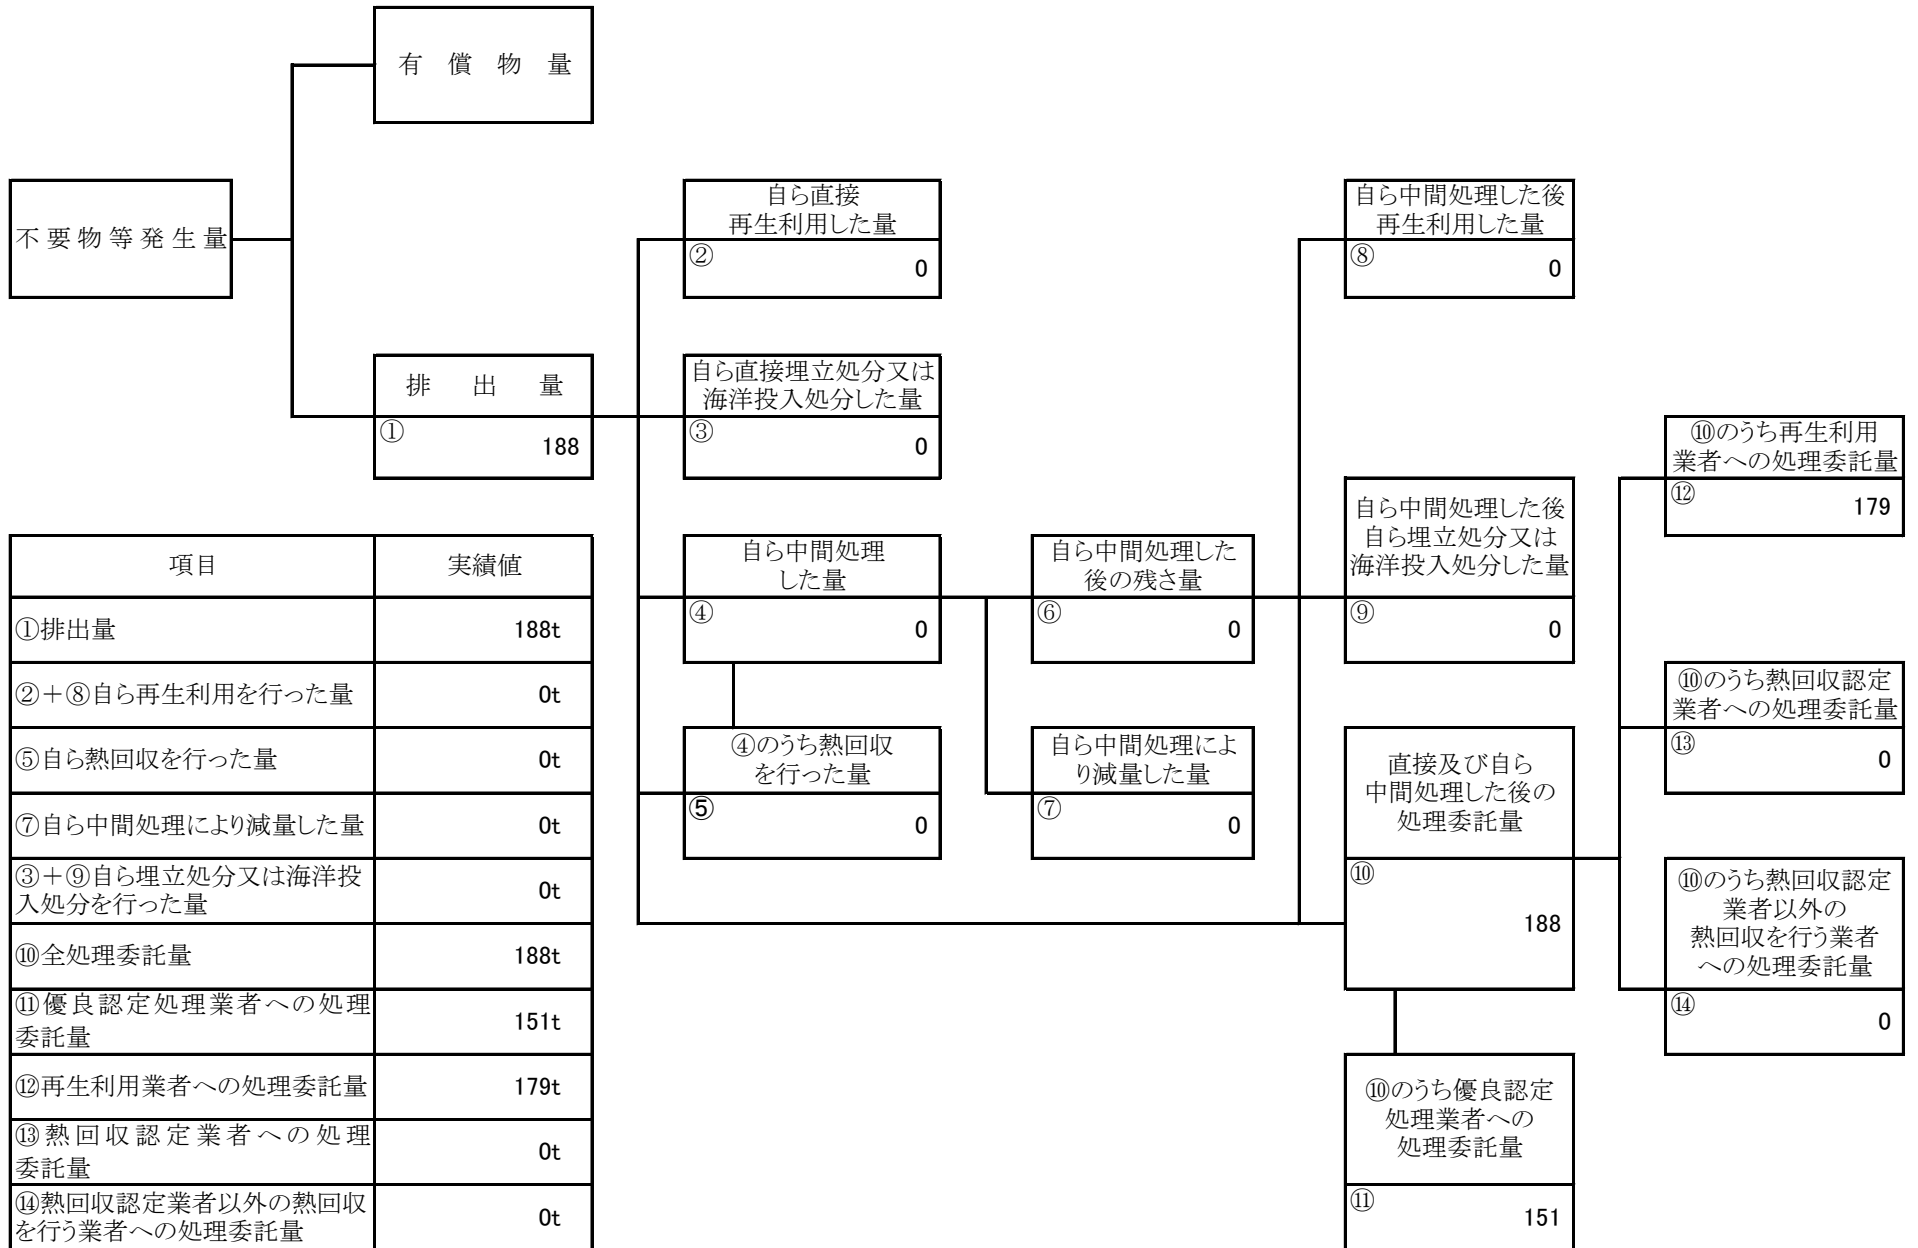 有償物量
不要物等発生量
自ら直接
再生利用した量
②
0
自ら中間処理した後
再生利用した量
⑧
0
排出量
①
188
自ら直接埋立処分又は
海洋投入処分した量
③
0
⑩のうち再生利用
業者への処理委託量
⑫
179
自ら中間処理
した量
④
0
自ら中間処理した
後の残さ量
⑥
0
自ら中間処理した後
自ら埋立処分又は
海洋投入処分した量
⑨
0
⑩のうち熱回収認定
業者への処理委託量
⑬
0
④のうち熱回収
を行った量
⑤
0
自ら中間処理によ
り減量した量
⑦
0
直接及び自ら
中間処理した後の
処理委託量
⑩
188
⑩のうち熱回収認定
業者以外の
熱回収を行う業者
への処理委託量
⑭
0
⑩のうち優良認定
処理業者への
処理委託量
⑪
151
項目 実績値
①排出量 188t
②＋⑧自ら再生利用を行った量 0t
⑤自ら熱回収を行った量 0t
⑦自ら中間処理により減量した量 0t
③＋⑨自ら埋立処分又は海洋投
入処分を行った量 0t
⑩全処理委託量 188t
⑪優良認定処理業者への処理
委託量 151t
⑫再生利用業者への処理委託量 179t
⑬熱回収認定業者への処理
委託量 0t
⑭熱回収認定業者以外の熱回収
を行う業者への処理委託量 0t